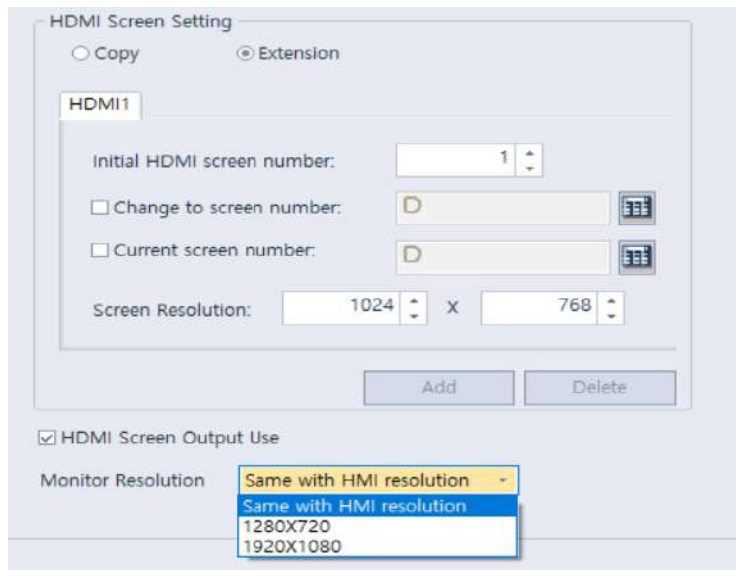 HDMI Screen Setting
Copy Extension
HDMI1
Initial HDMI screen number: 1
Change to screen number: D
Current screen number: D
Screen Resolution: 1024 X 768
Add Delete
HDMI Screen Output Use
Monitor Resolution Same with HMI resolution
Same with HMI resolution
1280X720
1920X1080